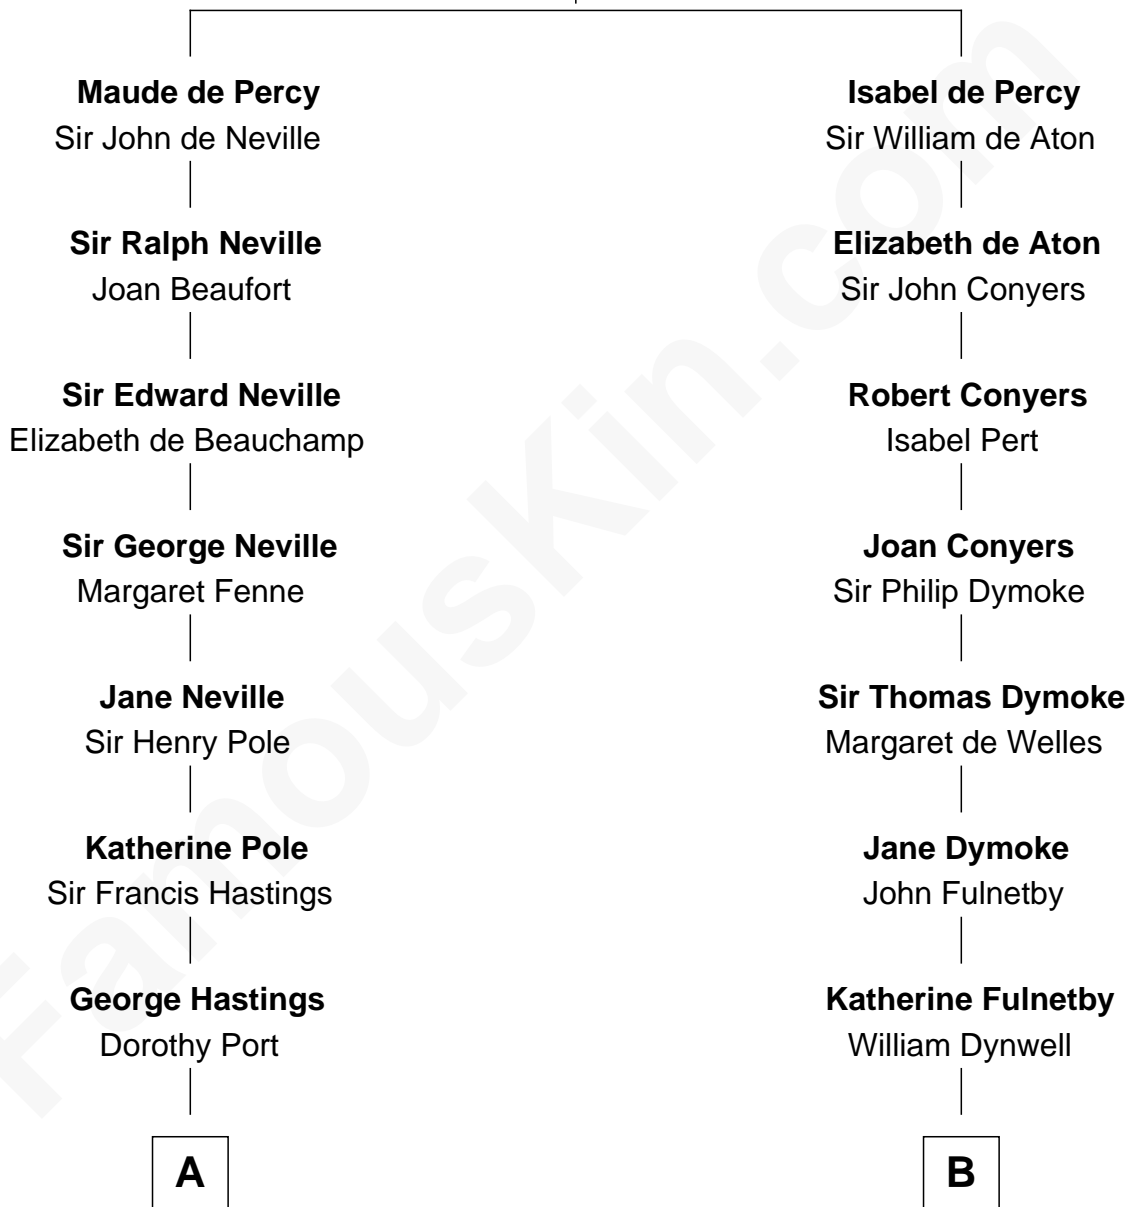 Maude de Percy
Sir John de Neville
Isabel de Percy
Sir William de Aton
Sir Ralph Neville
Joan Beaufort
Elizabeth de Aton
Sir John Conyers
Sir Edward Neville
Elizabeth de Beauchamp
Robert Conyers
Isabel Pert
Sir George Neville
Margaret Fenne
Joan Conyers
Sir Philip Dymoke
Jane Neville
Sir Henry Pole
Sir Thomas Dymoke
Margaret de Welles
Katherine Pole
Sir Francis Hastings
Jane Dymoke
John Fulnetby
George Hastings
Dorothy Port
Katherine Fulnetby
William Dynwell
A
B
FamousKin.com